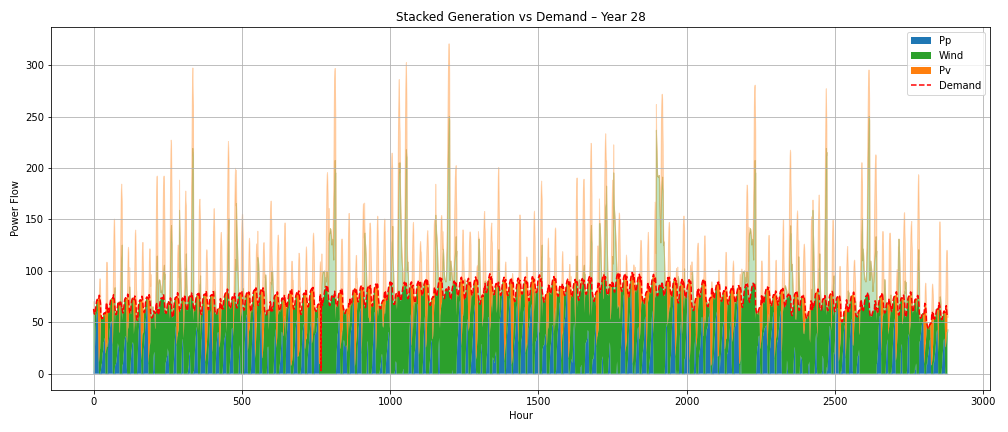 Stacked Generation vs Demand – Year 28
Pp
Wind
Pv
Demand
Power Flow
300
250
200
150
100
50
0
0 500 1000 1500 2000 2500 3000
Hour